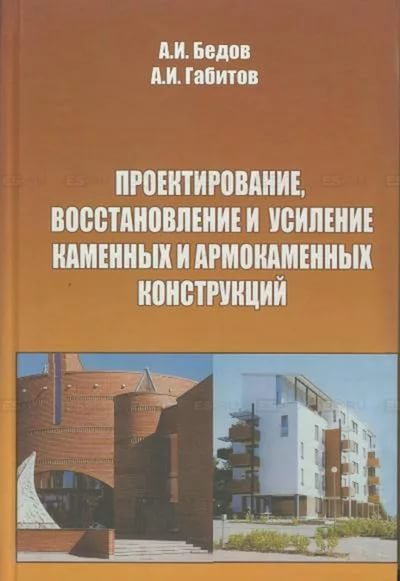 А.И. Бедов
А.И. Габитов
ПРОЕКТИРОВАНИЕ,
ВОССТАНОВЛЕНИЕ И УСИЛЕНИЕ
КАМЕННЫХ И АРМОКАМЕННЫХ
КОНСТРУКЦИЙ